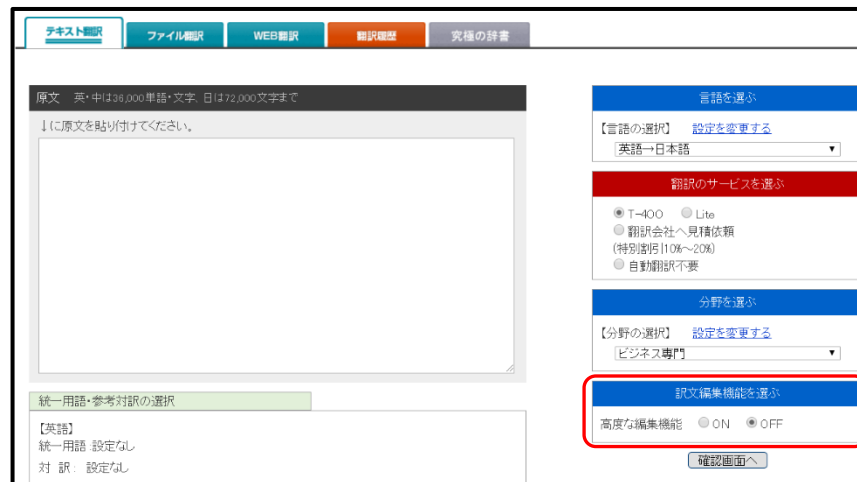 テキスト翻訳
ファイル翻訳
WEB翻訳
翻訳履歴
究極の辞書
原文 英・中は36,000単語・文字、日は72,000文字まで
↓に原文を貼り付けてください。
統一用語・参考対訳の選択
【英語】
統一用語:設定なし
対 訳: 設定なし
言語を選ぶ
【言語の選択】 設定を変更する
英語→日本語
翻訳のサービスを選ぶ
T-400 Lite
翻訳会社へ見積依頼
(特別割引10%~20%)
自動翻訳不要
分野を選ぶ
【分野の選択】 設定を変更する
ビジネス専門
訳文編集機能を選ぶ
高度な編集機能 ON OFF
確認画面へ